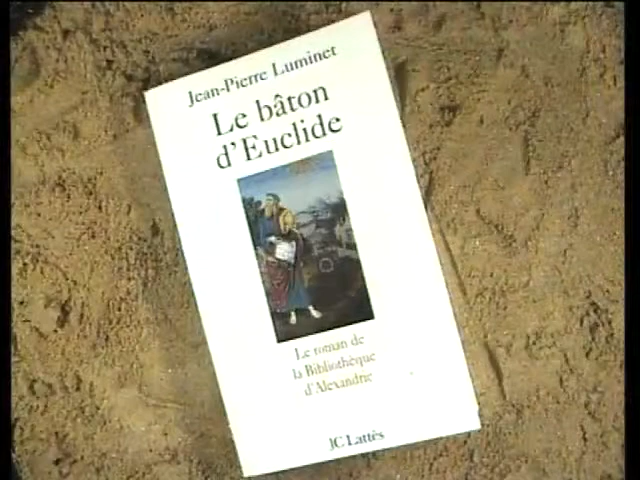 Jean-Pierre Luminet
Le bâton
d'Euclide
Le roman de
la Bibliothèque
d'Alexandrie
JC Lattès